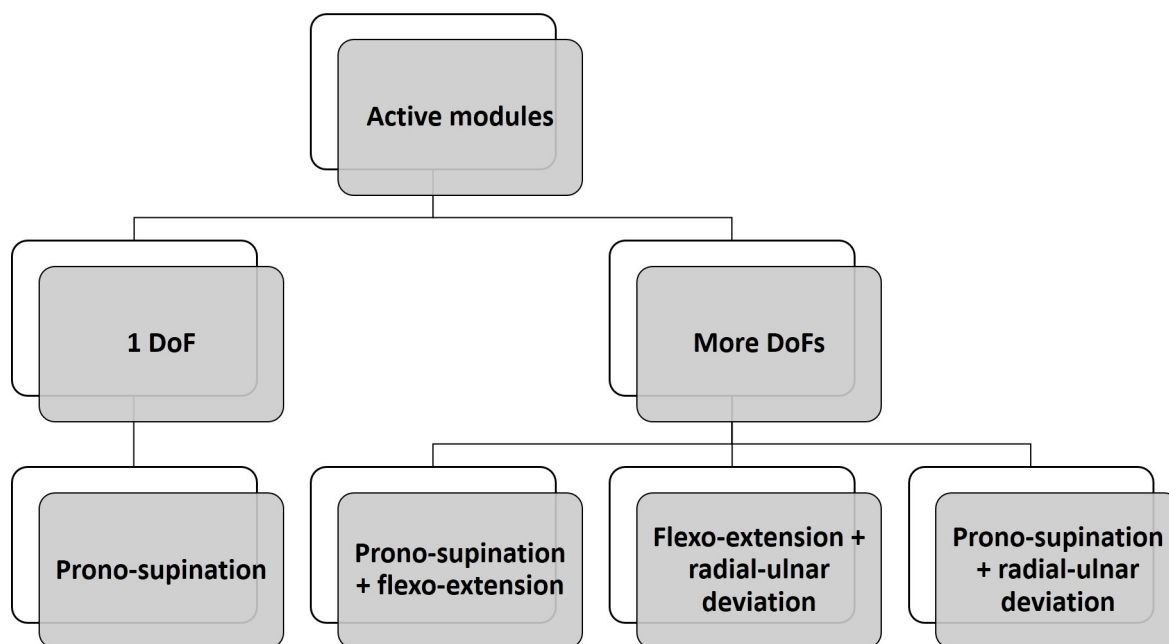 Active modules
1 DoF
More DoFs
Prono-supination
Prono-supination
+ flexo-extension
Flexo-extension +
radial-ulnar
deviation
Prono-supination
+ radial-ulnar
deviation